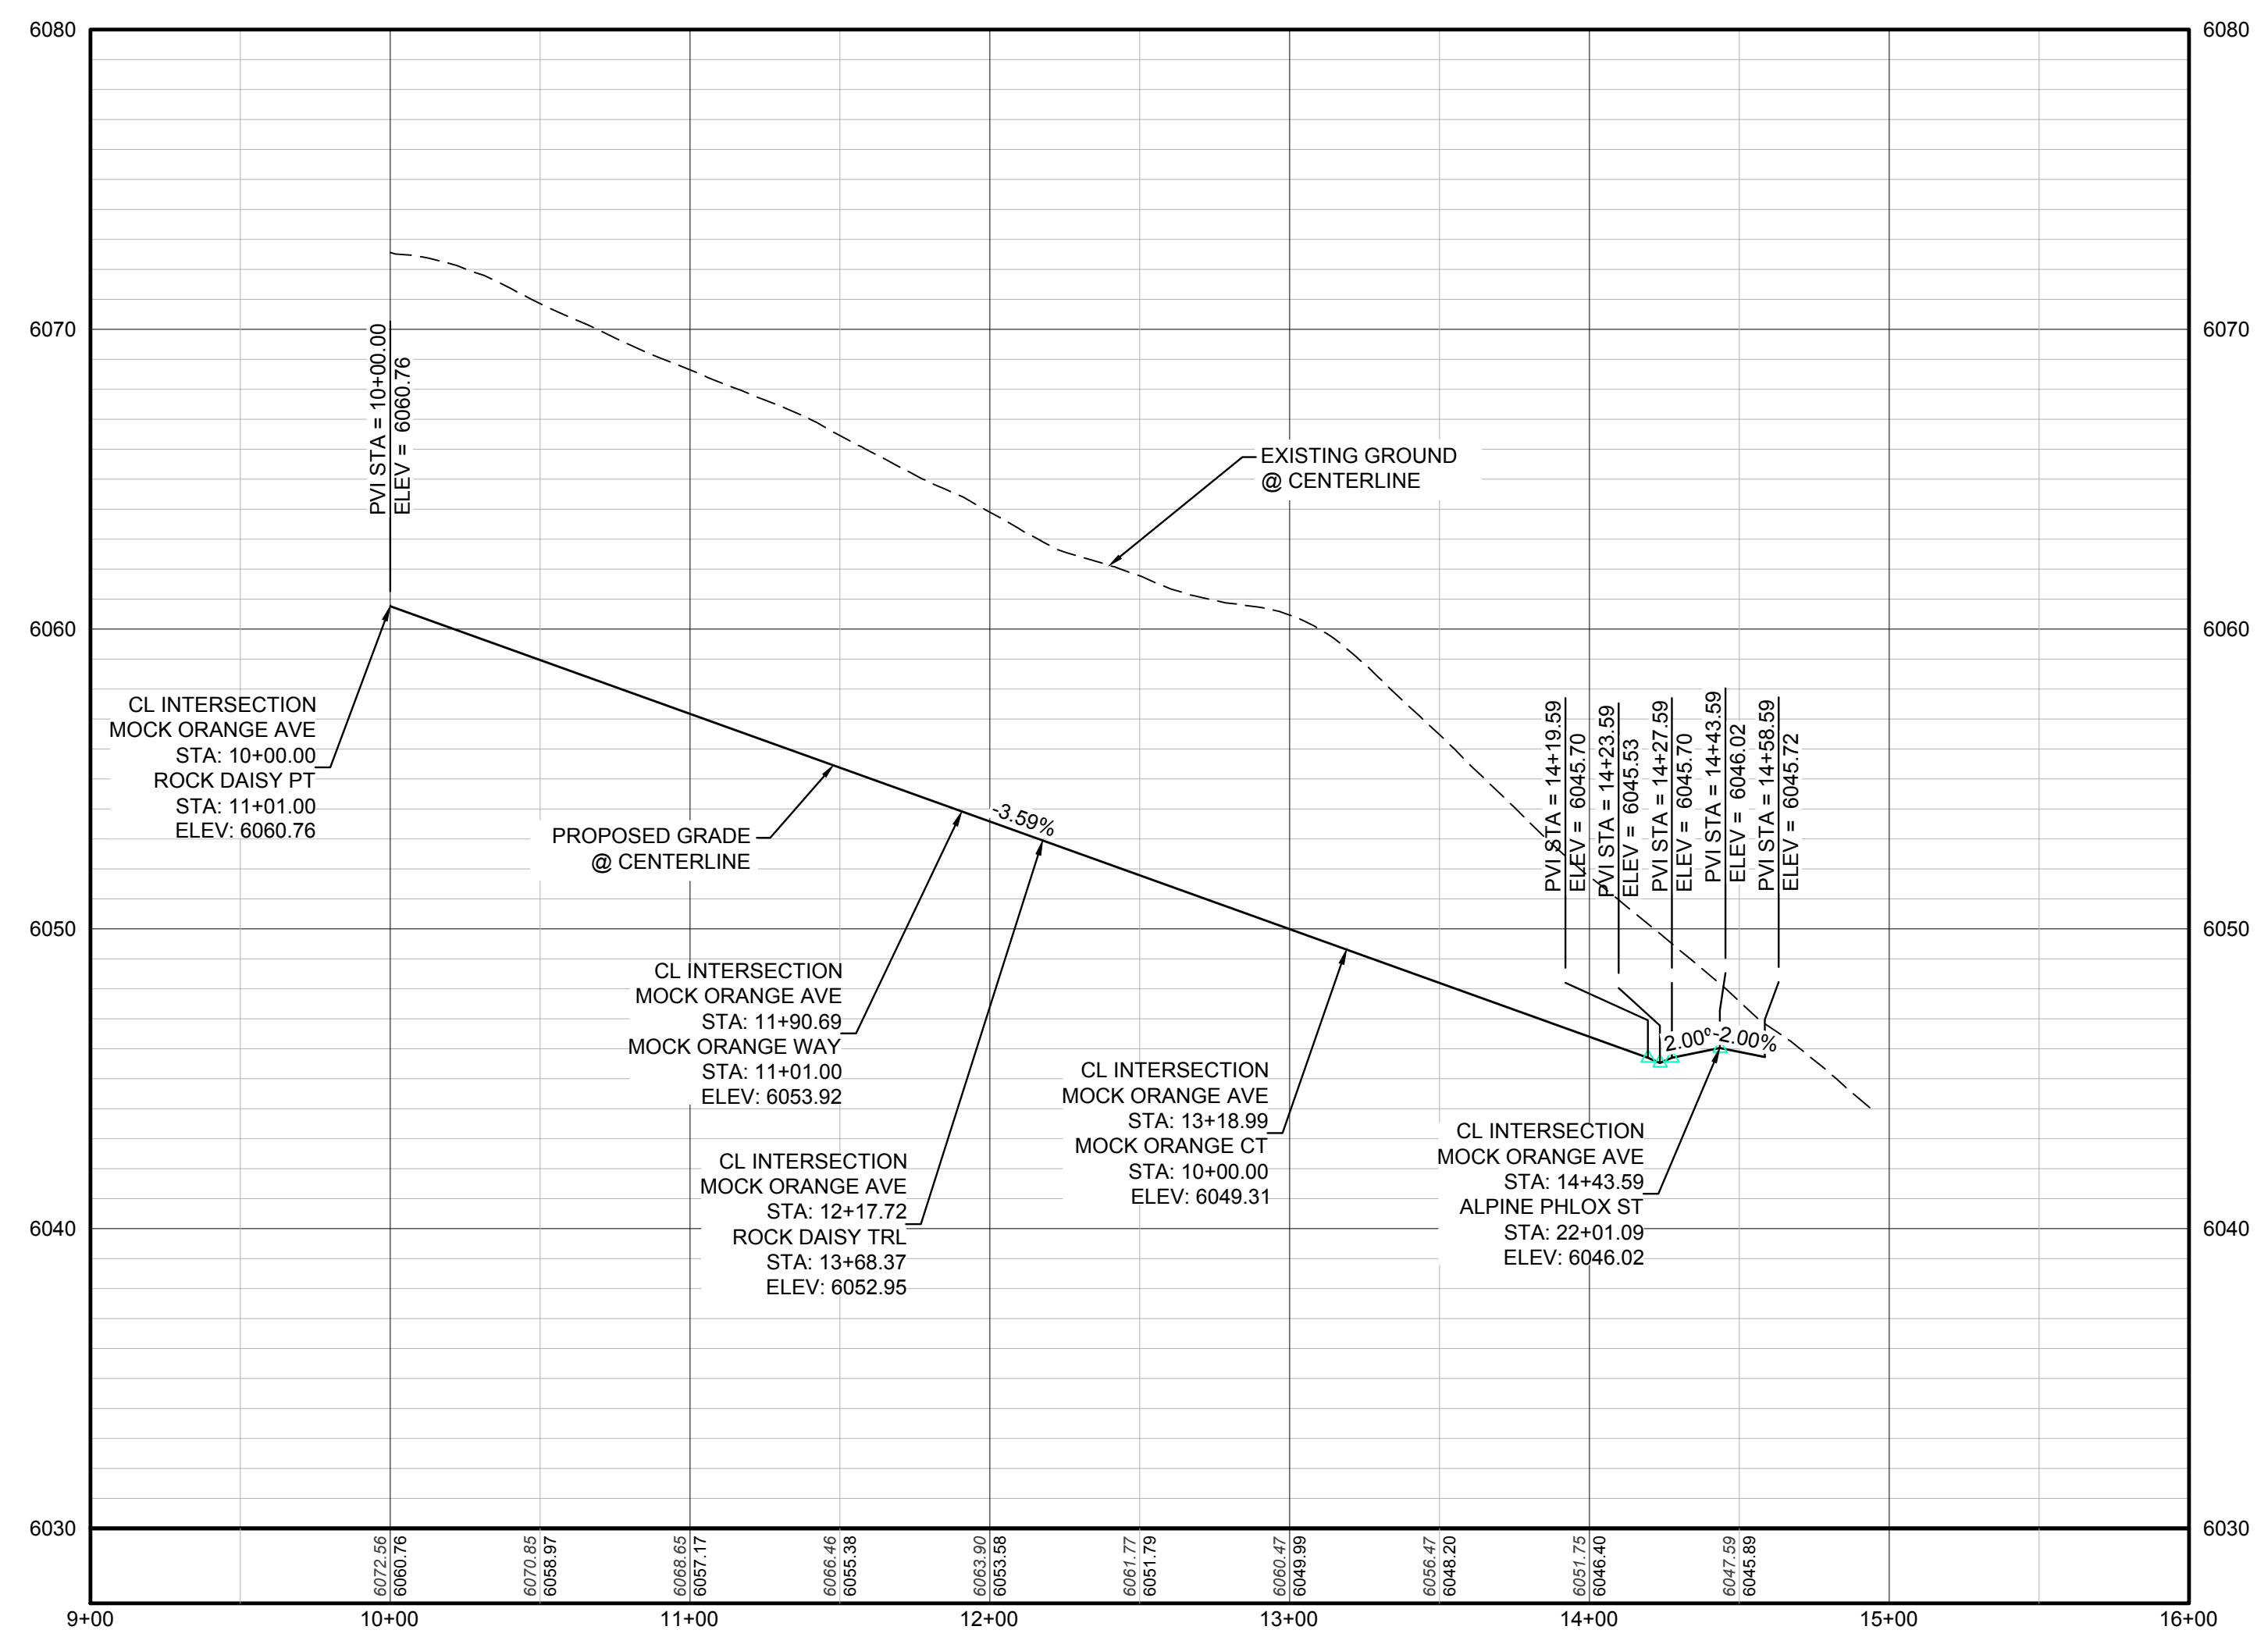 6080
6080
6070
6070
6060
6060
6050
6050
6040
6040
6030
6030
PVI STA = 10+00.00
ELEV = 6060.76
EXISTING GROUND
@ CENTERLINE
CL INTERSECTION
MOCK ORANGE AVE
STA: 10+00.00
ROCK DAISY PT
STA: 11+01.00
ELEV: 6060.76
PROPOSED GRADE
@ CENTERLINE
-3.59%
PVI STA = 14+19.59
ELEV = 6045.70
PVI STA = 14+23.59
ELEV = 6045.53
PVI STA = 14+27.59
ELEV = 6045.70
PVI STA = 14+43.59
ELEV = 6046.02
PVI STA = 14+58.59
ELEV = 6045.72
CL INTERSECTION
MOCK ORANGE AVE
STA: 11+90.69
MOCK ORANGE WAY
STA: 11+01.00
ELEV: 6053.92
2.00%
-2.00%
CL INTERSECTION
MOCK ORANGE AVE
STA: 12+17.72
ROCK DAISY TRL
STA: 13+68.37
ELEV: 6052.95
CL INTERSECTION
MOCK ORANGE AVE
STA: 13+18.99
MOCK ORANGE CT
STA: 10+00.00
ELEV: 6049.31
CL INTERSECTION
MOCK ORANGE AVE
STA: 14+43.59
ALPINE PHLOX ST
STA: 22+01.09
ELEV: 6046.02
6072.56
6060.76
6070.85
6058.97
6068.65
6057.17
6066.46
6055.38
6063.90
6053.58
6061.77
6051.79
6060.47
6049.99
6056.47
6048.20
6051.75
6046.40
6047.59
6045.89
9+00
10+00
11+00
12+00
13+00
14+00
15+00
16+00